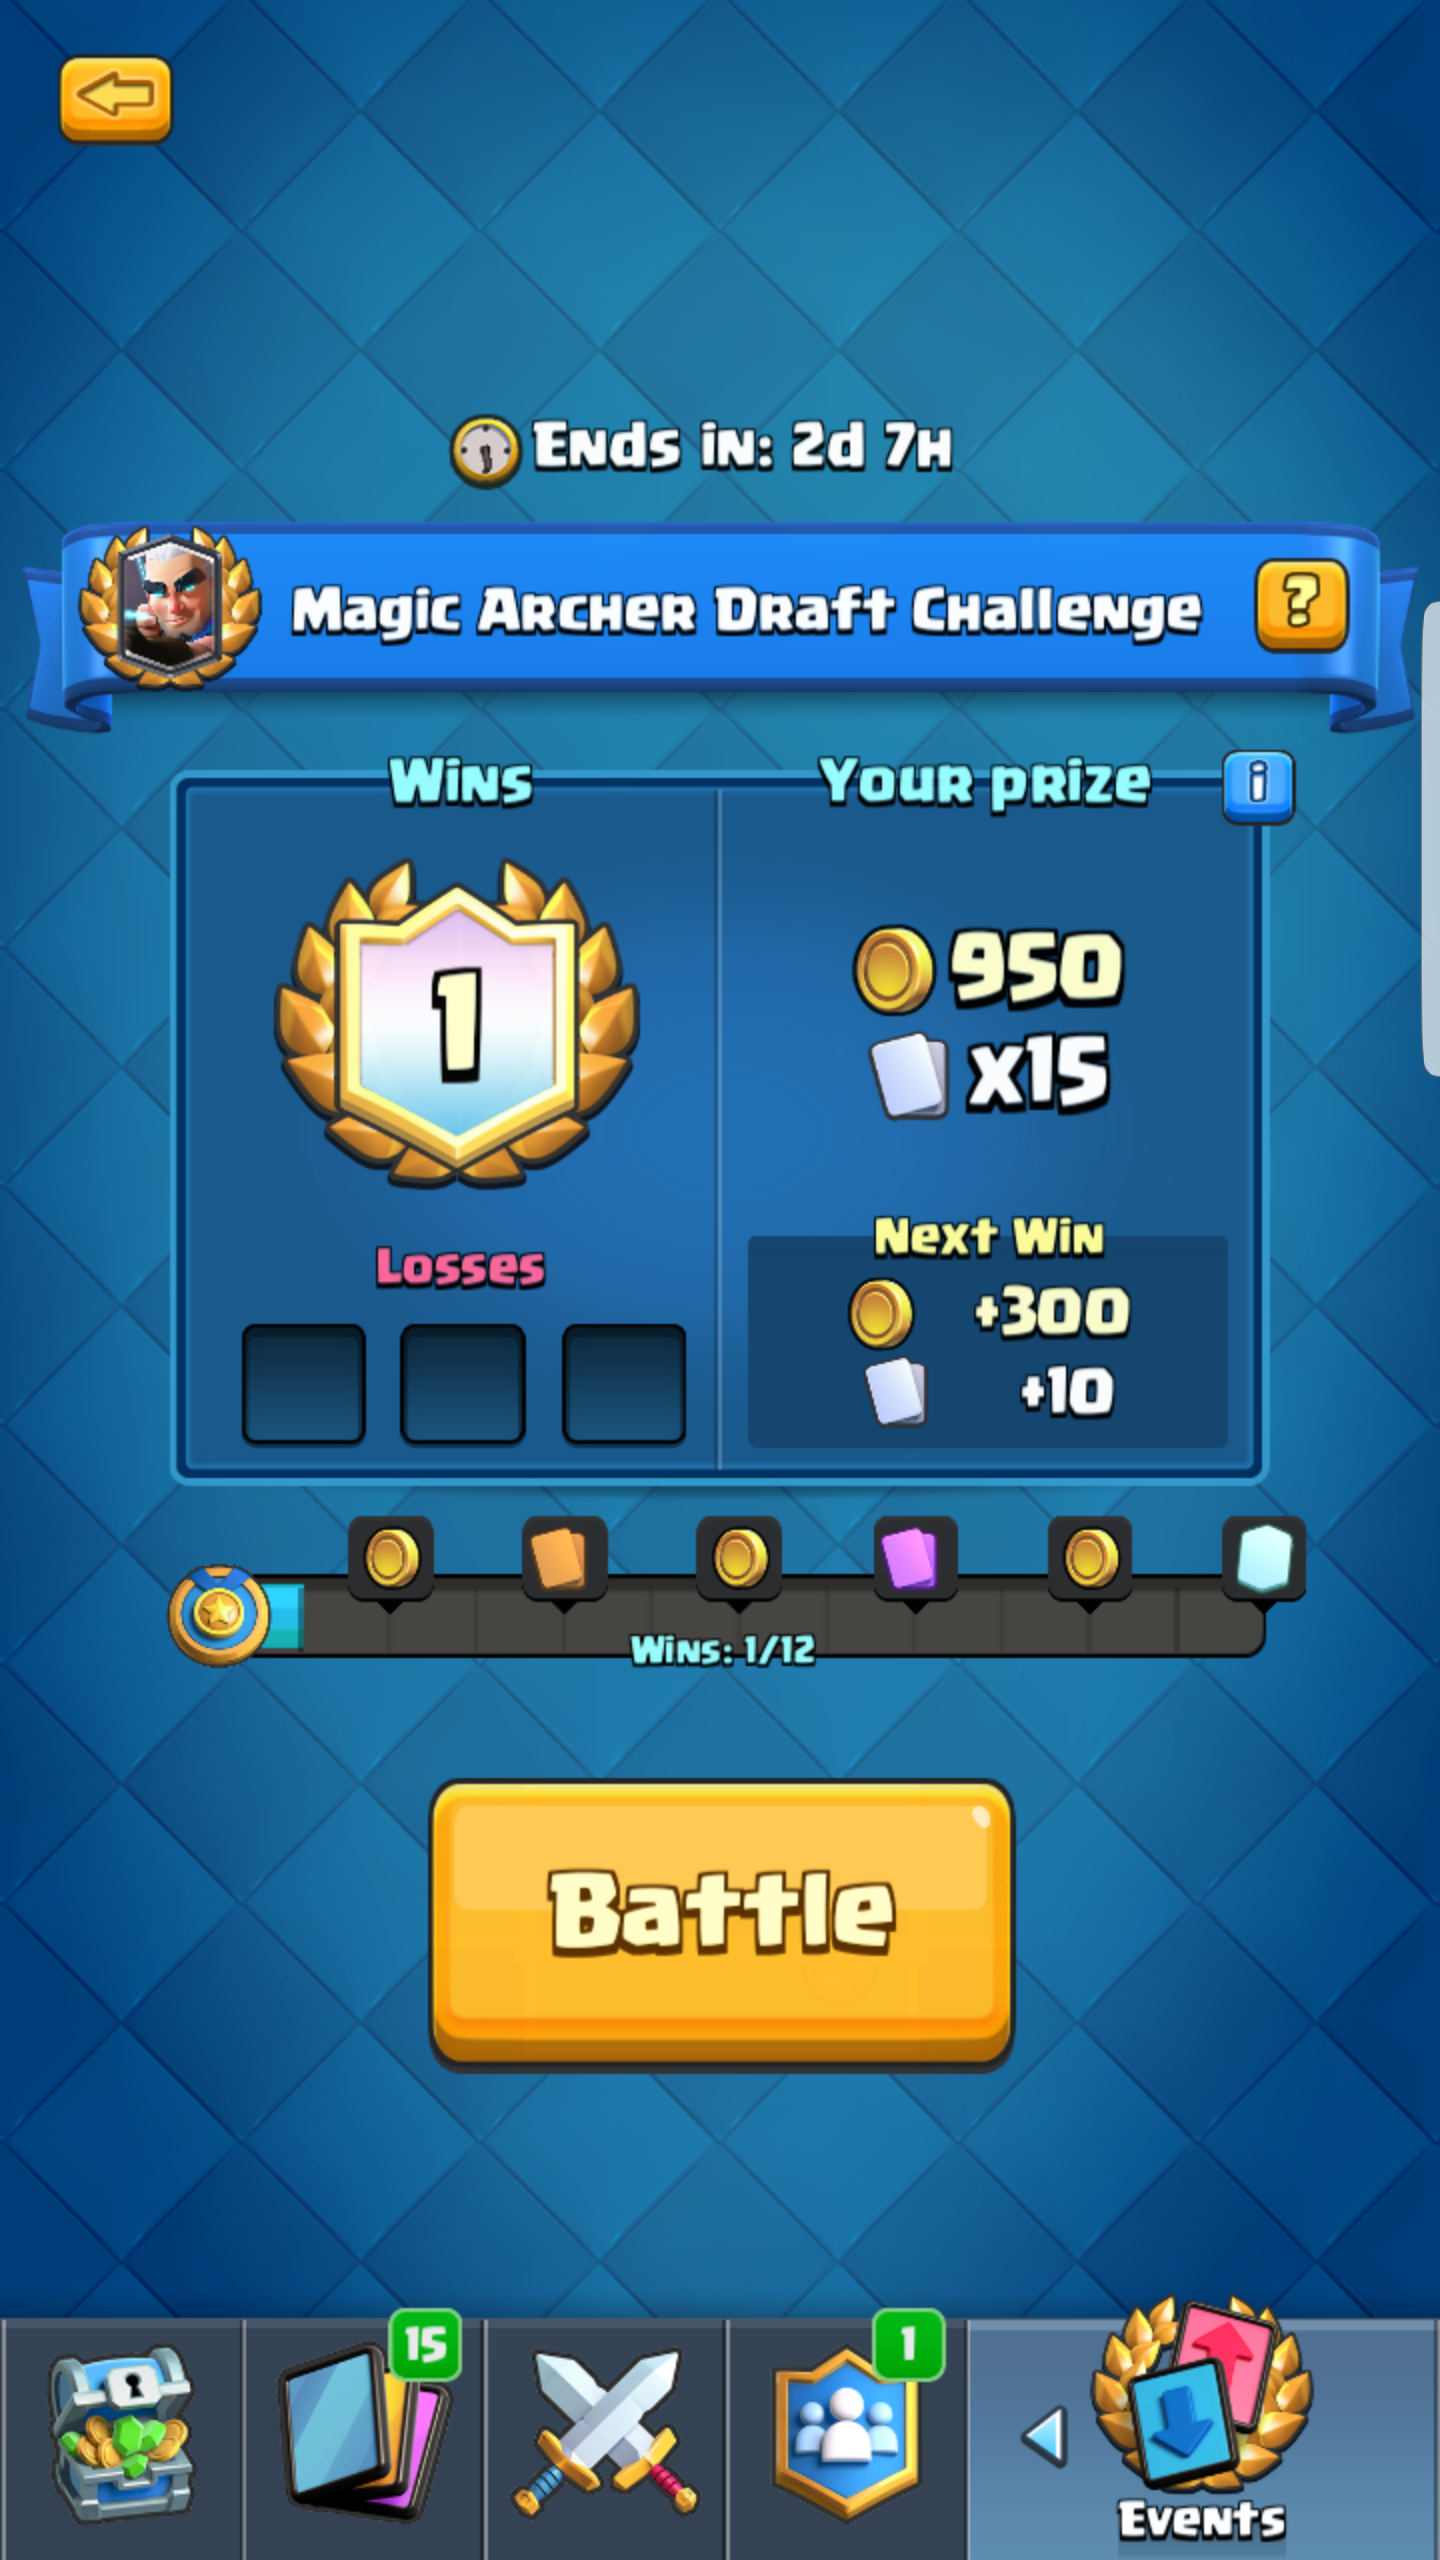 Ends in: 2d 7h
Magic Archer Draft Challenge
?
Wins
Your prize
i
1
950
x15
Next Win
+300
+10
Losses
Wins: 1/12
Battle
15
1
Events